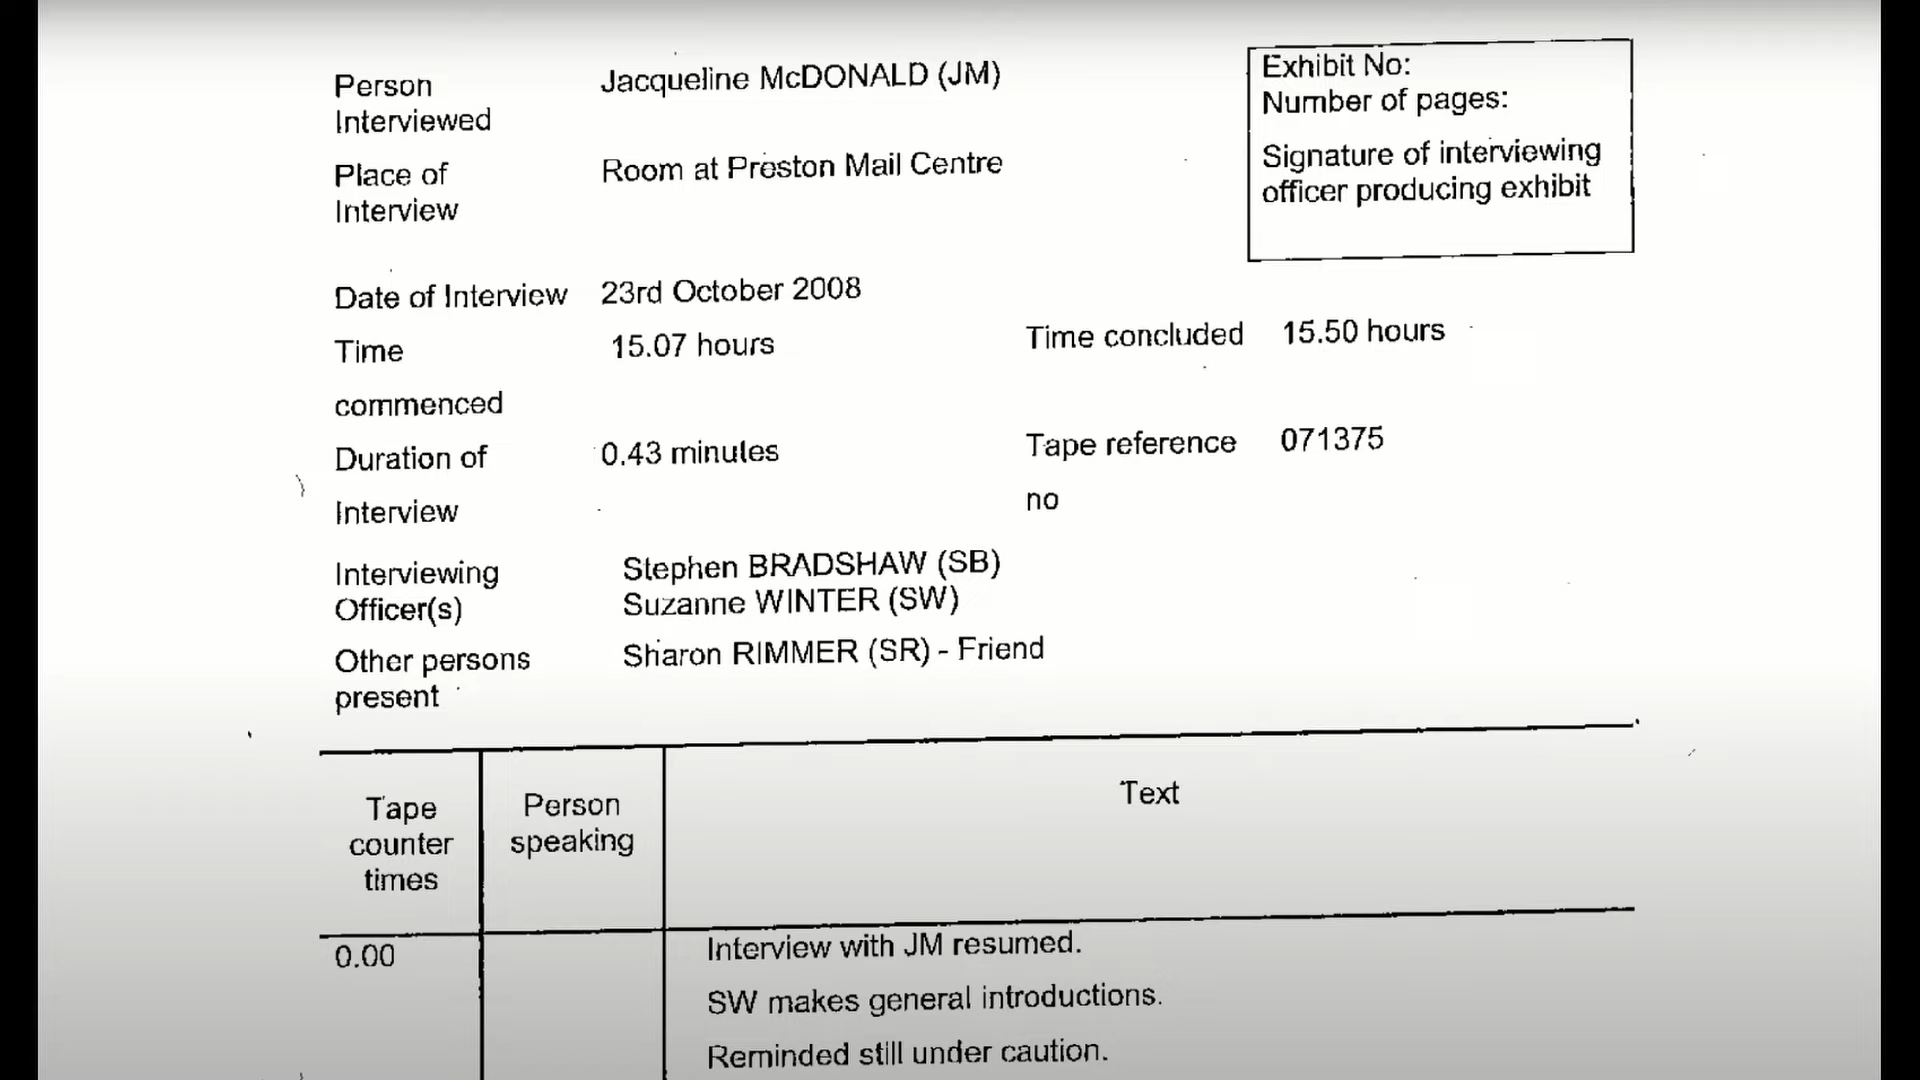 Person Interviewed
Jacqueline McDONALD (JM)
Exhibit No:
Number of pages:
Signature of interviewing
officer producing exhibit
Place of
Interview
Room at Preston Mail Centre
Date of Interview 23rd October 2008
Time
commenced
15.07 hours
Time concluded 15.50 hours
Duration of
Interview
0.43 minutes
Tape reference
no
071375
Interviewing
Officer(s)
Stephen BRADSHAW (SB)
Suzanne WINTER (SW)
Other persons
present
Sharon RIMMER (SR) - Friend
Tape
counter
times
Person
speaking
Text
0.00
Interview with JM resumed.
SW makes general introductions.
Reminded still under caution.